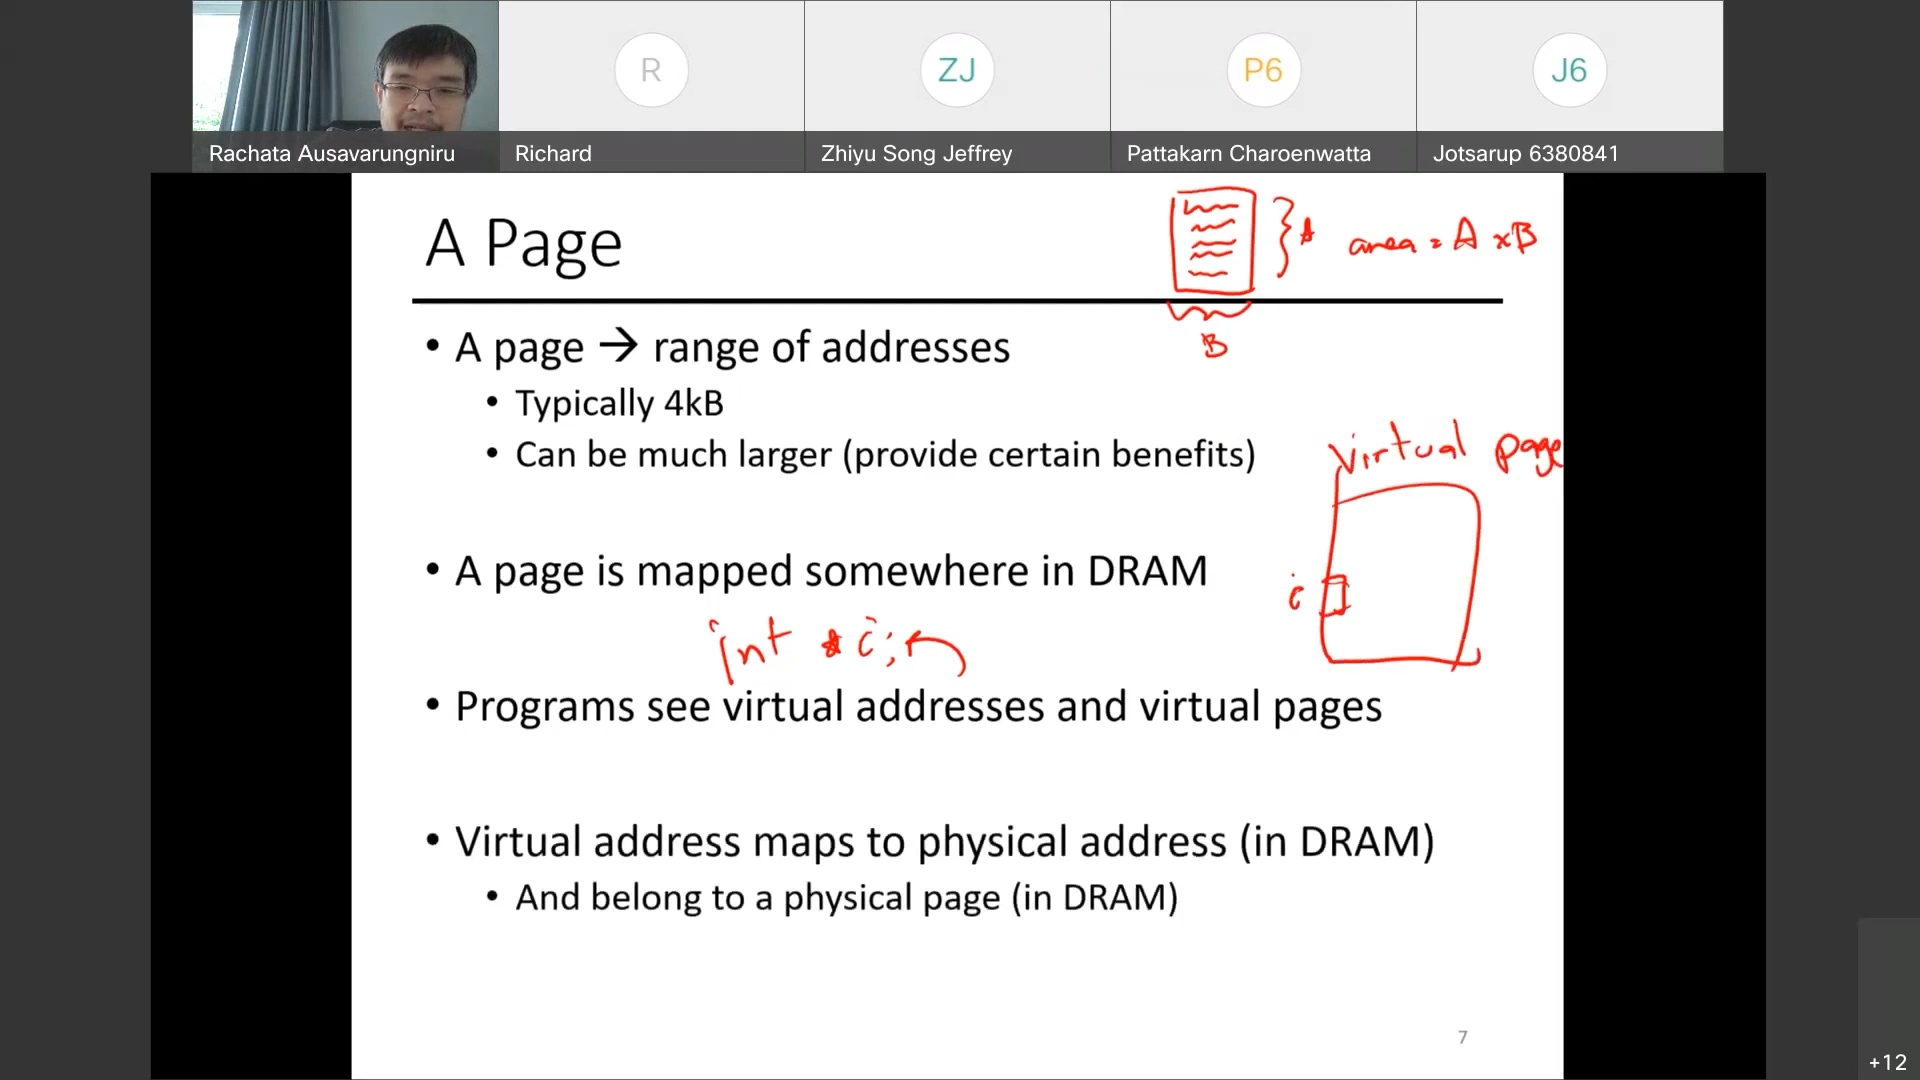 R
ZJ
P6
J6
Rachata Ausavarungniru
Richard
Zhiyu Song Jeffrey
Pattakarn Charoenwatta
Jotsarup 6380841
A Page
A
area = A x B
B
• A page → range of addresses
• Typically 4kB
• Can be much larger (provide certain benefits)
Virtual page
• A page is mapped somewhere in DRAM
i
int * i;
• Programs see virtual addresses and virtual pages
• Virtual address maps to physical address (in DRAM)
• And belong to a physical page (in DRAM)
7
+12